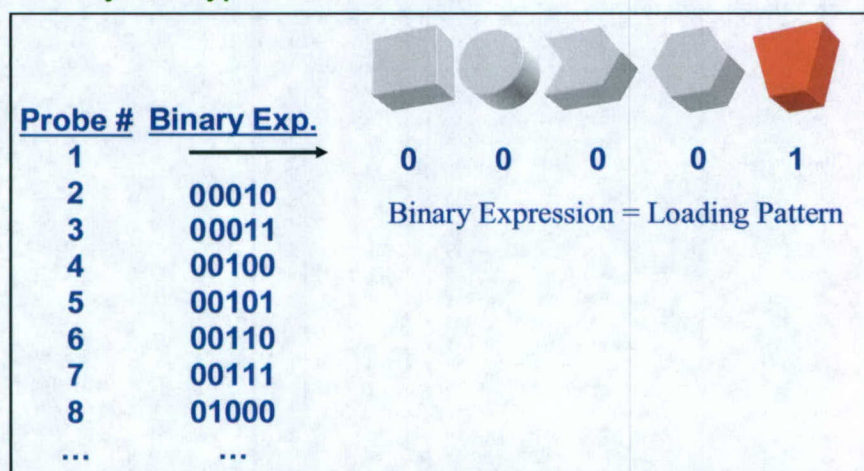 Probe # Binary Exp.
1 0 0 0 0 1
2 00010
Binary Expression = Loading Pattern
3 00011
4 00100
5 00101
6 00110
7 00111
8 01000
... ...